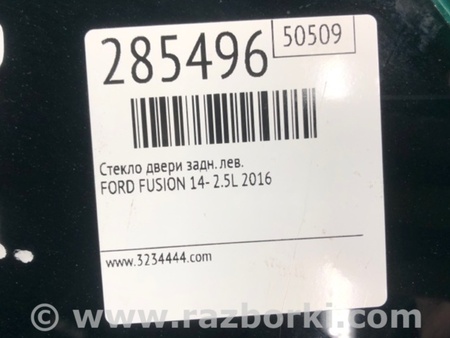 50509
285496
Стекло двери задн. лев.
FORD FUSION 14- 2.5L 2016
www.3234444.com
© www.razborki.com